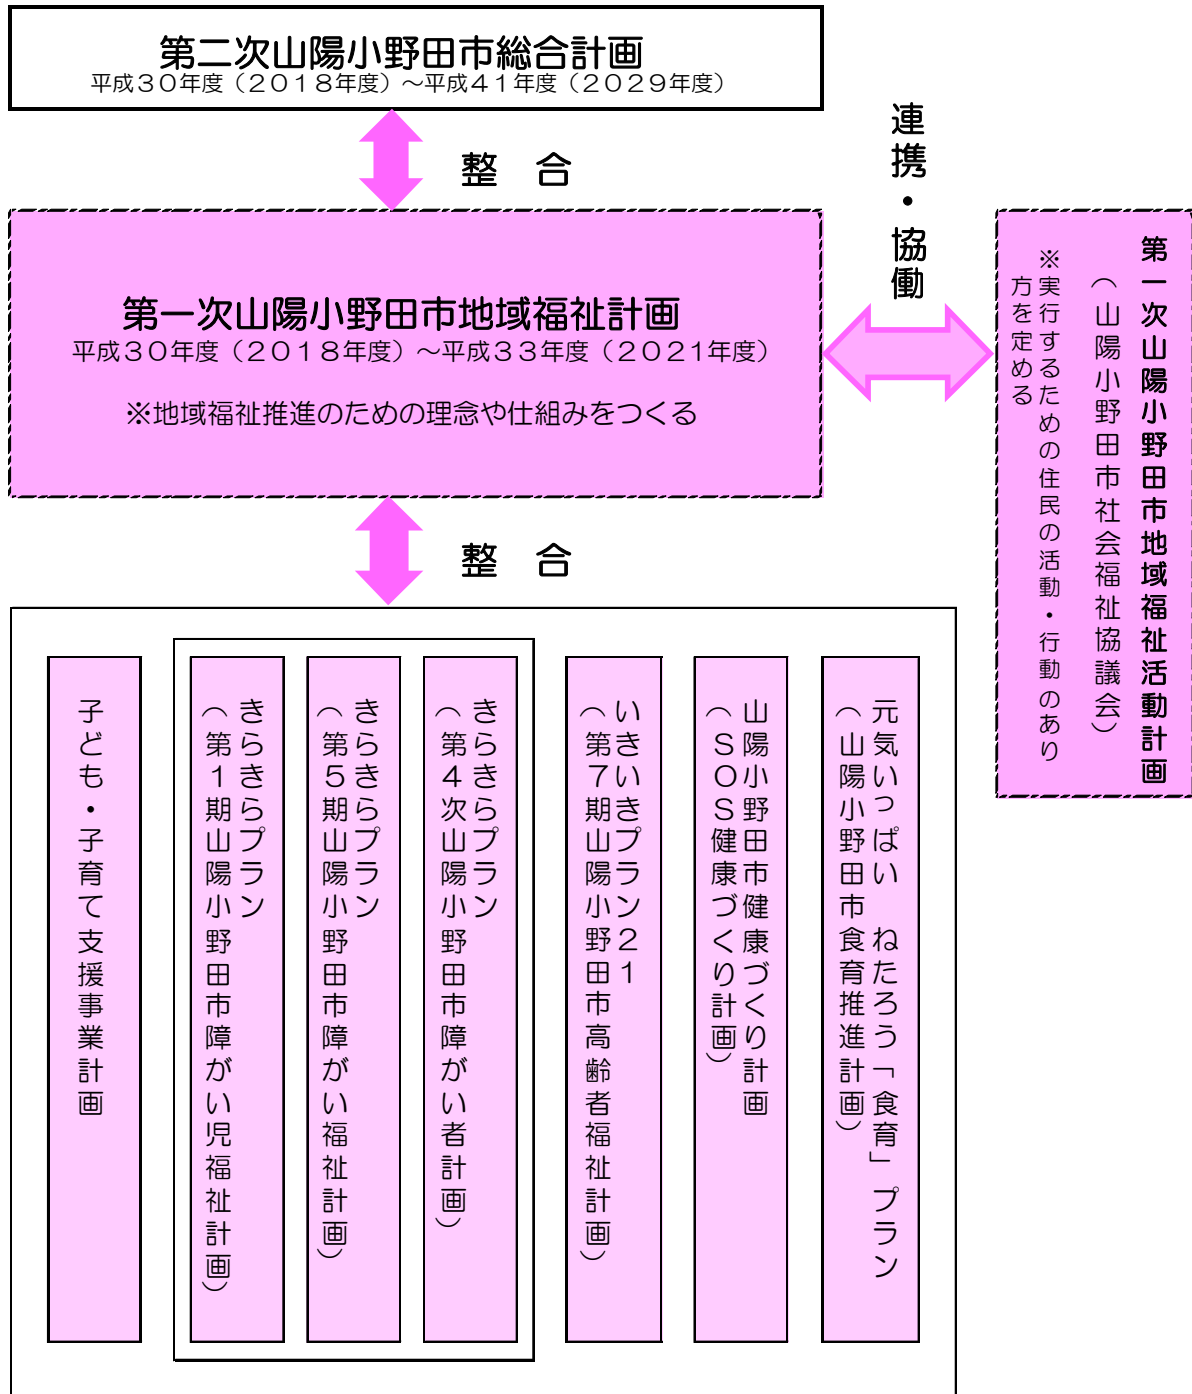 第二次山陽小野田市総合計画
平成30年度（2018年度）～平成41年度（2029年度）
整　合
連携・協働
第一次山陽小野田市地域福祉計画
平成30年度（2018年度）～平成33年度（2021年度）
※地域福祉推進のための理念や仕組みをつくる
第一次山陽小野田市地域福祉活動計画
（山陽小野田市社会福祉協議会）
※実行するための住民の活動・行動のあり
方を定める
整　合
元気いっぱい　ねたろう「食育」プラン
（山陽小野田市食育推進計画）
山陽小野田市健康づくり計画
（SOS健康づくり計画）
いきいきプラン21
（第7期山陽小野田市高齢者福祉計画）
きらきらプラン
（第4次山陽小野田市障がい者計画）
きらきらプラン
（第5期山陽小野田市障がい福祉計画）
きらきらプラン
（第1期山陽小野田市障がい児福祉計画）
子ども・子育て支援事業計画